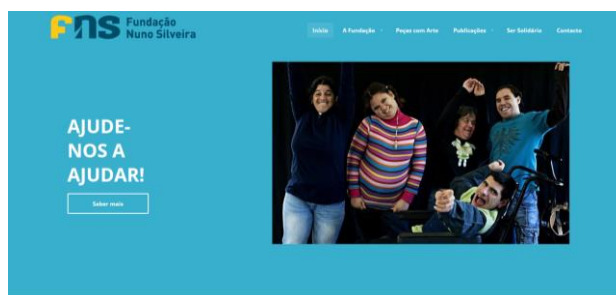 FNS Fundação
Nuno Silveira
Início A Fundação Peças com Arte Publicações Ser Solidário Contacto
AJUDE-
NOS A
AJUDAR!
Saber mais